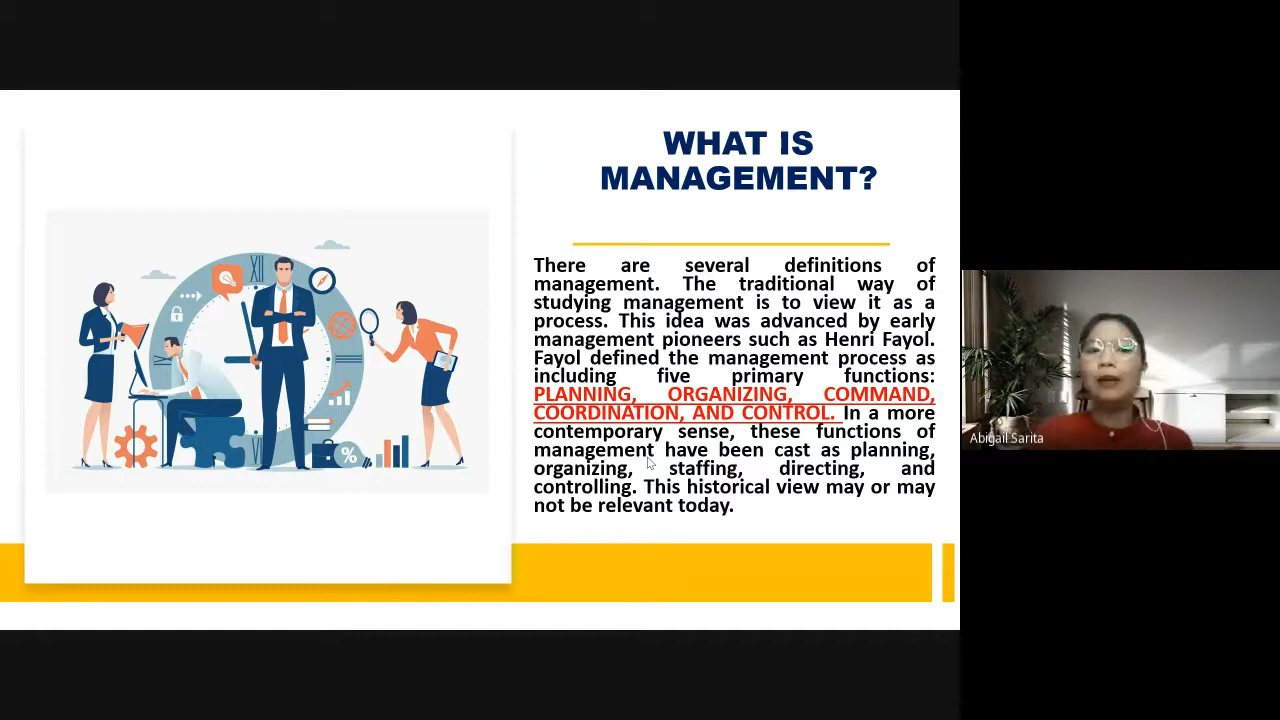 WHAT IS
MANAGEMENT?
There are several definitions of
management. The traditional way of
studying management is to view it as a
process. This idea was advanced by early
management pioneers such as Henri Fayol.
Fayol defined the management process as
including five primary functions:
PLANNING, ORGANIZING, COMMAND,
COORDINATION, AND CONTROL. In a more
contemporary sense, these functions of
management have been cast as planning,
organizing, staffing, directing, and
controlling. This historical view may or may
not be relevant today.
XII
%
Abigail Sarita